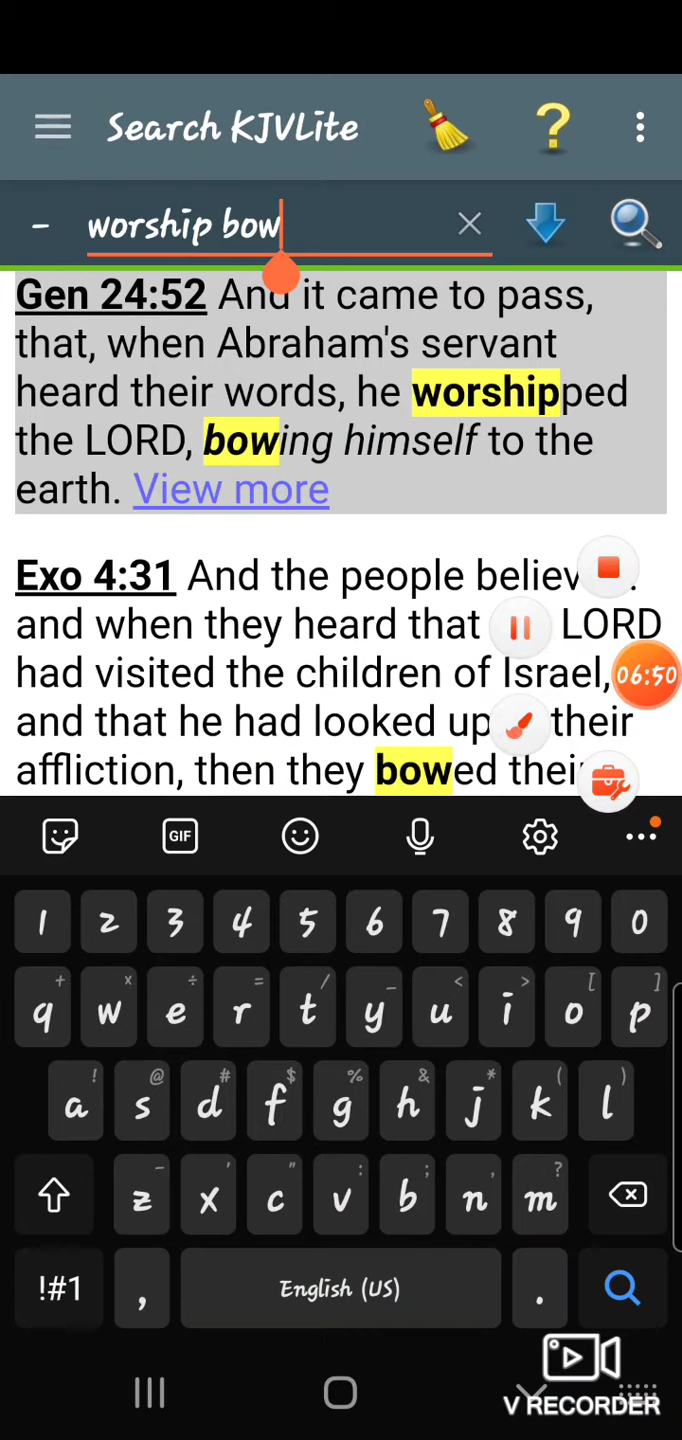 Search KJVLite
?
– worship bow
Gen 24:52 And it came to pass,
that, when Abraham's servant
heard their words, he worshipped
the LORD, bowing himself to the
earth. View more
Exo 4:31 And the people believ
and when they heard that LORD
had visited the children of Israel,
06:50
and that he had looked up their
affliction, then they bowed thei
GIF
1 2 3 4 5 6 7 8 9 0
+ × ÷ = / _ < > [ ]
q w e r t y u i o p
! @ # $ % & * ( )
a s d f g h j k l
- ' " : ; , ?
z x c v b n m
!#1 , English (US) .
V RECORDER